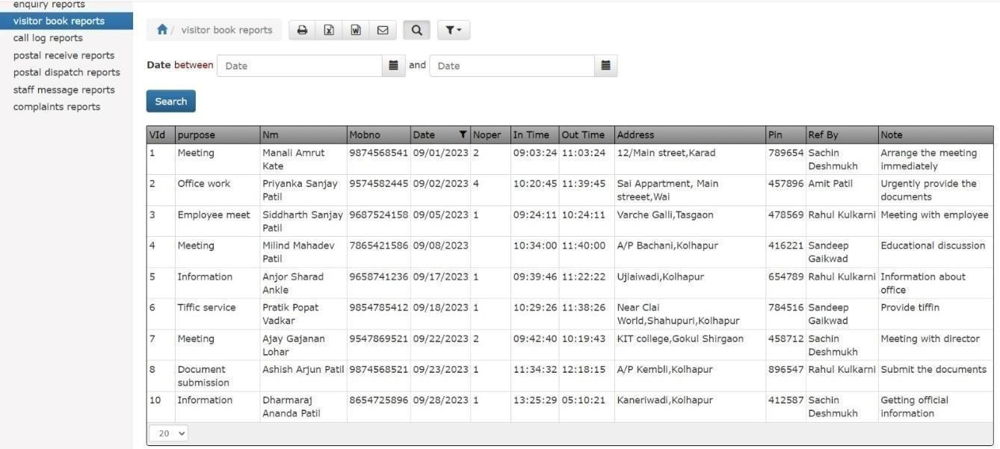 enquiry reports
visitor book reports
call log reports
postal receive reports
postal dispatch reports
staff message reports
complaints reports
/ visitor book reports
Date between Date and Date
Search
VId purpose Nm Mobno Date Noper In Time Out Time Address Pin Ref By Note
1 Meeting Manali Amrut 9874568541 09/01/2023 2 09:03:24 11:03:24 12/Main street,Karad 789654 Sachin Arrange the meeting
Kate Deshmukh immediately
2 Office work Priyanka Sanjay 9574582445 09/02/2023 4 10:20:45 11:39:45 Sai Appartment, Main 457896 Amit Patil Urgently provide the
Patil streeet,Wai documents
3 Employee meet Siddharth Sanjay 9687524158 09/05/2023 1 09:24:11 10:24:11 Varche Galli,Tasgaon 478569 Rahul Kulkarni Meeting with employee
Patil
4 Meeting Milind Mahadev 7865421586 09/08/2023 10:34:00 11:40:00 A/P Bachani,Kolhapur 416221 Sandeep Educational discussion
Patil Gaikwad
5 Information Anjor Sharad 9658741236 09/17/2023 1 09:39:46 11:22:22 Ujlaiwadi,Kolhapur 654789 Rahul Kulkarni Information about
Ankle office
6 Tiffic service Pratik Popat 9854785412 09/18/2023 1 10:29:26 11:38:26 Near Clai 784516 Sandeep Provide tiffin
Vadkar World,Shahupuri,Kolhapur Gaikwad
7 Meeting Ajay Gajanan 9547869521 09/22/2023 2 09:42:40 10:19:43 KIT college,Gokul Shirgaon 458712 Sachin Meeting with director
Lohar Deshmukh
8 Document Ashish Arjun Patil 9874568521 09/23/2023 1 11:34:32 12:18:15 A/P Kembli,Kolhapur 896547 Rahul Kulkarni Submit the documents
submission
10 Information Dharmaraj 8654725896 09/28/2023 1 13:25:29 05:10:21 Kaneriwadi,Kolhapur 412587 Sachin Getting official
Ananda Patil Deshmukh information
20